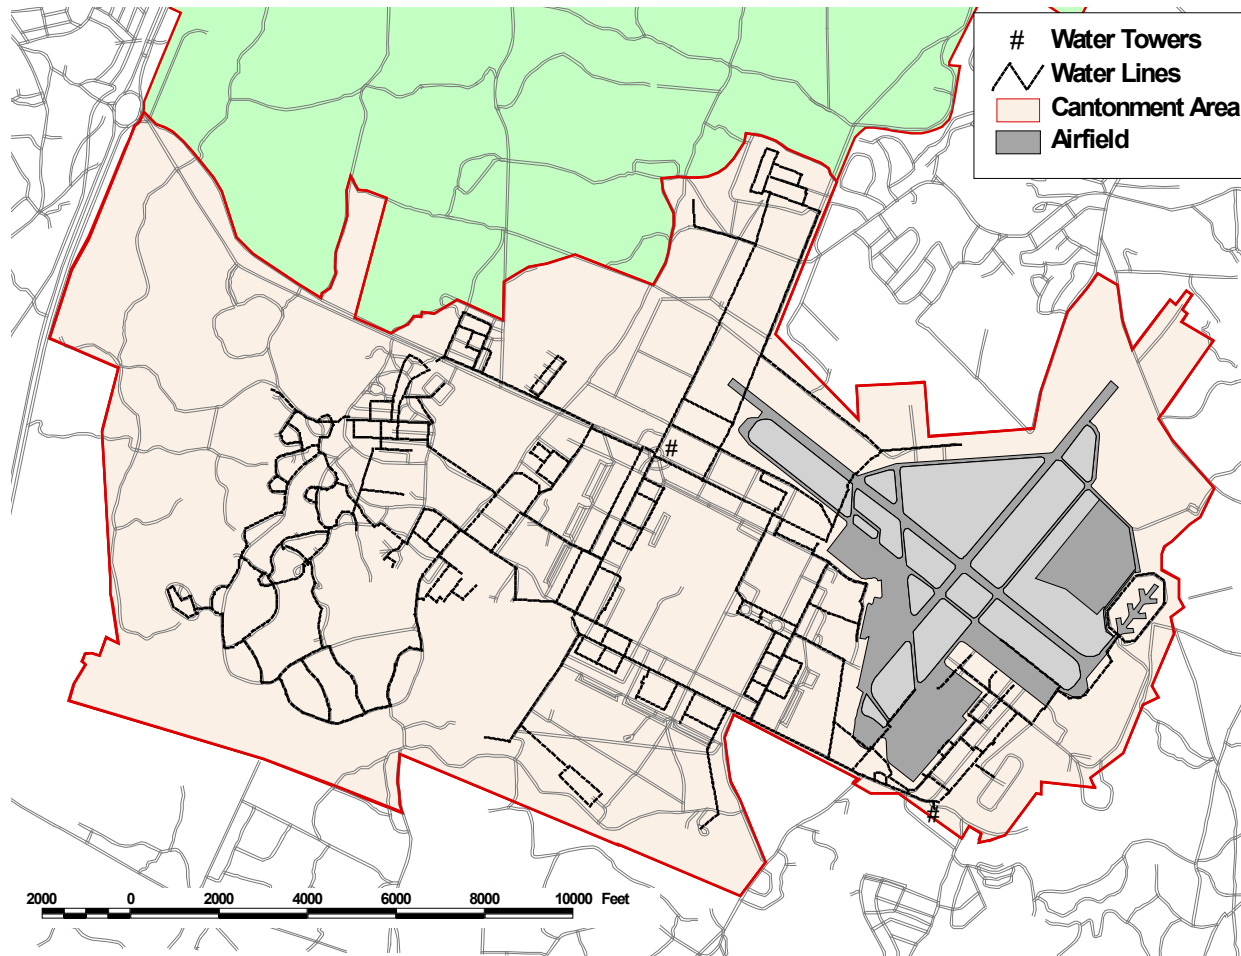 # Water Towers
Water Lines
Cantonment Area
Airfield
#
#
2000 0 2000 4000 6000 8000 10000 Feet